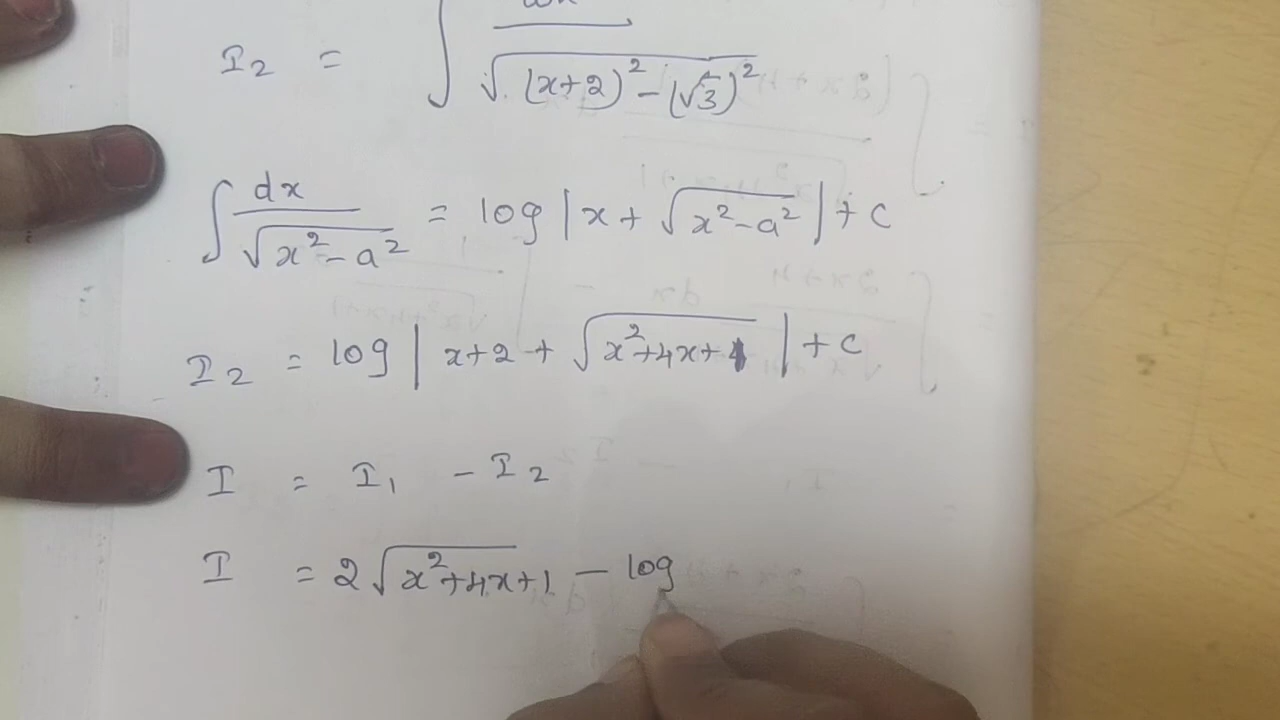 I₂ = ∫ dx / √((x+2)² − (√3)²)
∫ dx / √(x² − a²) = log | x + √(x² − a²) | + c
I₂ = log | x+2 + √(x²+4x+1) | + c
I = I₁ − I₂
I = 2√(x²+4x+1) − log